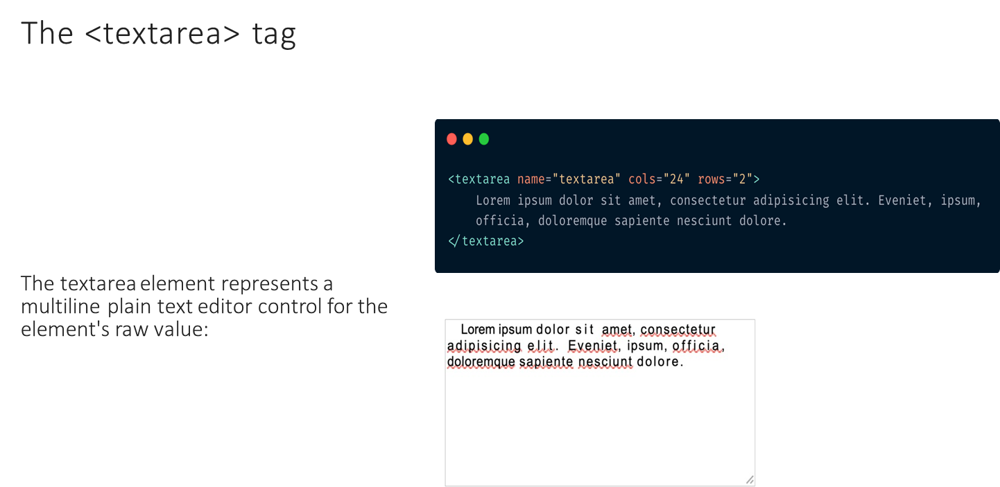 The <textarea> tag
<textarea name="textarea" cols="24" rows="2">
Lorem ipsum dolor sit amet, consectetur adipisicing elit. Eveniet, ipsum,
officia, doloremque sapiente nesciunt dolore.
</textarea>
The textarea element represents a
multiline plain text editor control for the
element's raw value:
Lorem ipsum dolor sit amet, consectetur
adipisicing elit. Eveniet, ipsum, officia,
doloremque sapiente nesciunt dolore.